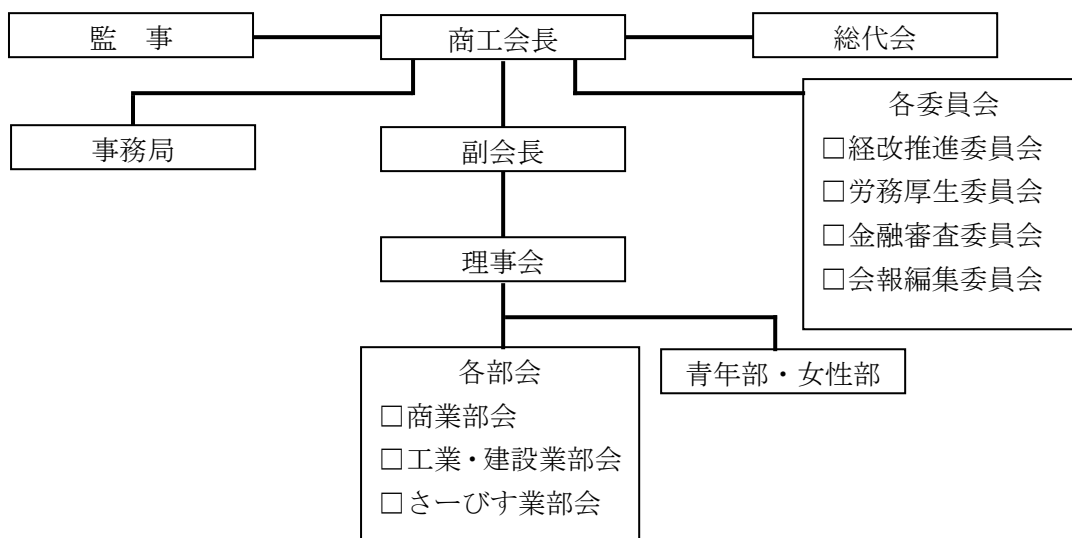 監　事
商工会長
総代会
事務局
副会長
理事会
各委員会
□経改推進委員会
□労務厚生委員会
□金融審査委員会
□会報編集委員会
各部会
□商業部会
□工業・建設業部会
□さーびす業部会
青年部・女性部